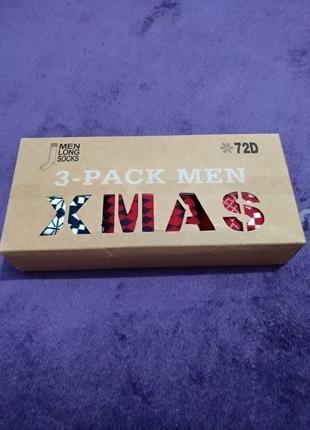 MEN
LONG
SOCKS
*72D
3-PACK MEN
XMAS